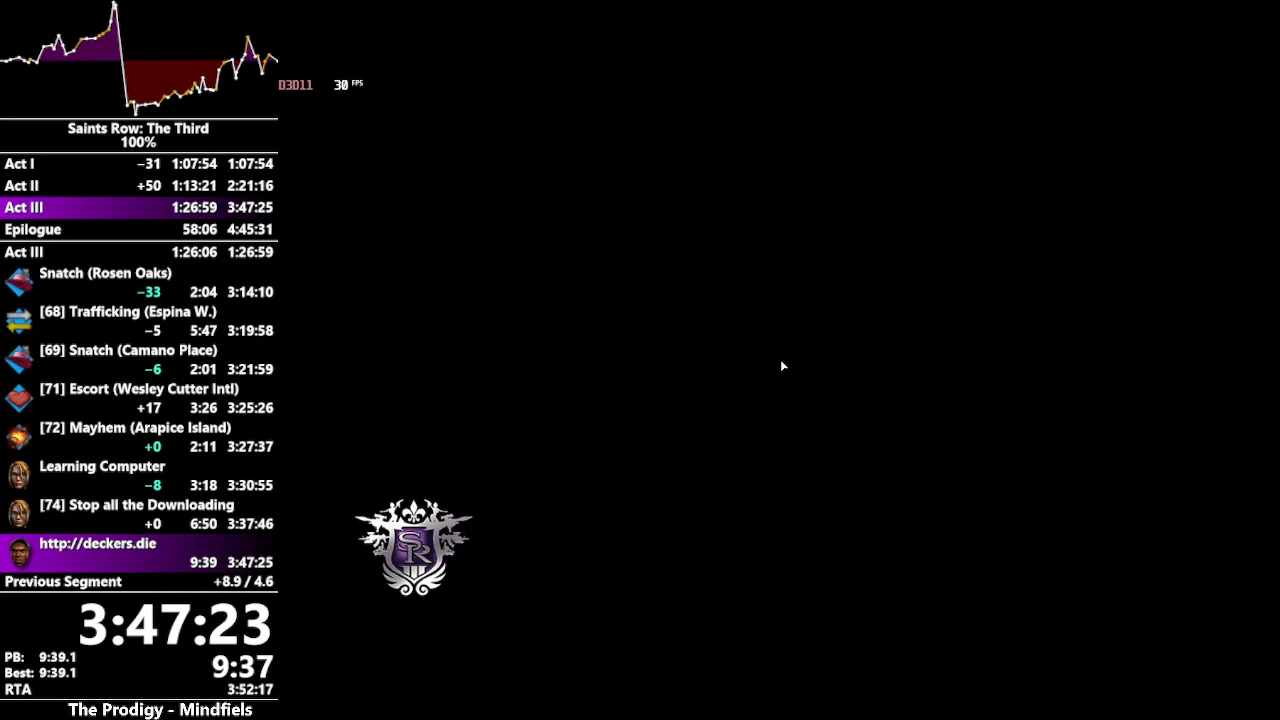 D3D11 30 FPS
Saints Row: The Third
100%
Act I −31 1:07:54 1:07:54
Act II +50 1:13:21 2:21:16
Act III 1:26:59 3:47:25
Epilogue 58:06 4:45:31
Act III 1:26:06 1:26:59
Snatch (Rosen Oaks)
−33 2:04 3:14:10
[68] Trafficking (Espina W.)
−5 5:47 3:19:58
[69] Snatch (Camano Place)
−6 2:01 3:21:59
[71] Escort (Wesley Cutter Intl)
+17 3:26 3:25:26
[72] Mayhem (Arapice Island)
+0 2:11 3:27:37
Learning Computer
−8 3:18 3:30:55
[74] Stop all the Downloading
+0 6:50 3:37:46
http://deckers.die
9:39 3:47:25
Previous Segment +8.9 / 4.6
3:47:23
PB: 9:39.1
Best: 9:39.1
9:37
RTA 3:52:17
The Prodigy - Mindfiels
SR